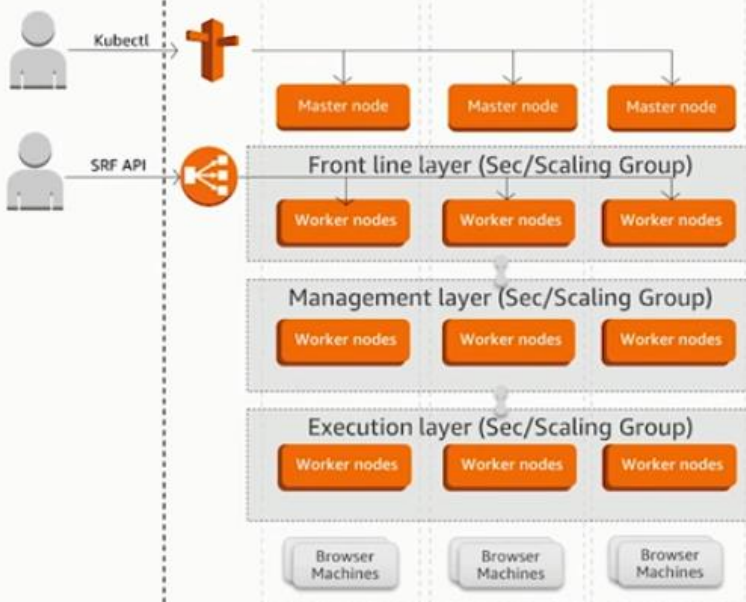 Kubectl
Master node Master node Master node
SRF API
Front line layer (Sec/Scaling Group)
Worker nodes Worker nodes Worker nodes
Management layer (Sec/Scaling Group)
Worker nodes Worker nodes Worker nodes
Execution layer (Sec/Scaling Group)
Worker nodes Worker nodes Worker nodes
Browser Browser Browser
Machines Machines Machines